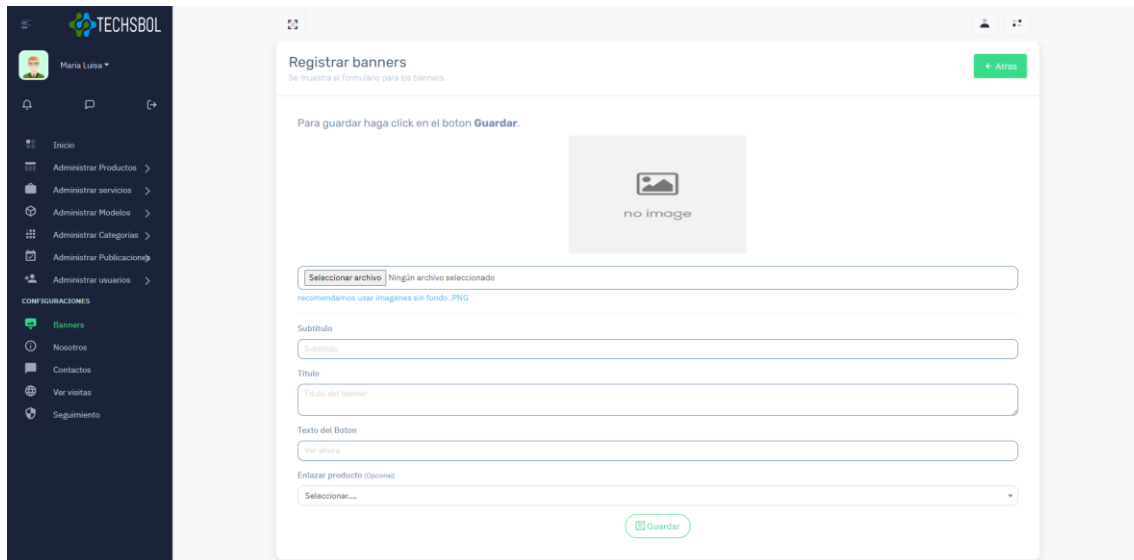 TECHSBOL
Maria Luisa
Inicio
Administrar Productos
Administrar servicios
Administrar Modelos
Administrar Categorias
Administrar Publicaciones
Administrar usuarios
CONFIGURACIONES
Banners
Nosotros
Contactos
Ver visitas
Seguimiento
Registrar banners
Se muestra el formulario para los banners.
← Atras
Para guardar haga click en el boton Guardar.
no image
Seleccionar archivo Ningún archivo seleccionado
recomendamos usar imagenes sin fondo .PNG
Subtítulo
Subtítulo
Titulo
Titulo del banner
Texto del Boton
Ver ahora
Enlazar producto (Opcional)
Seleccionar....
Guardar